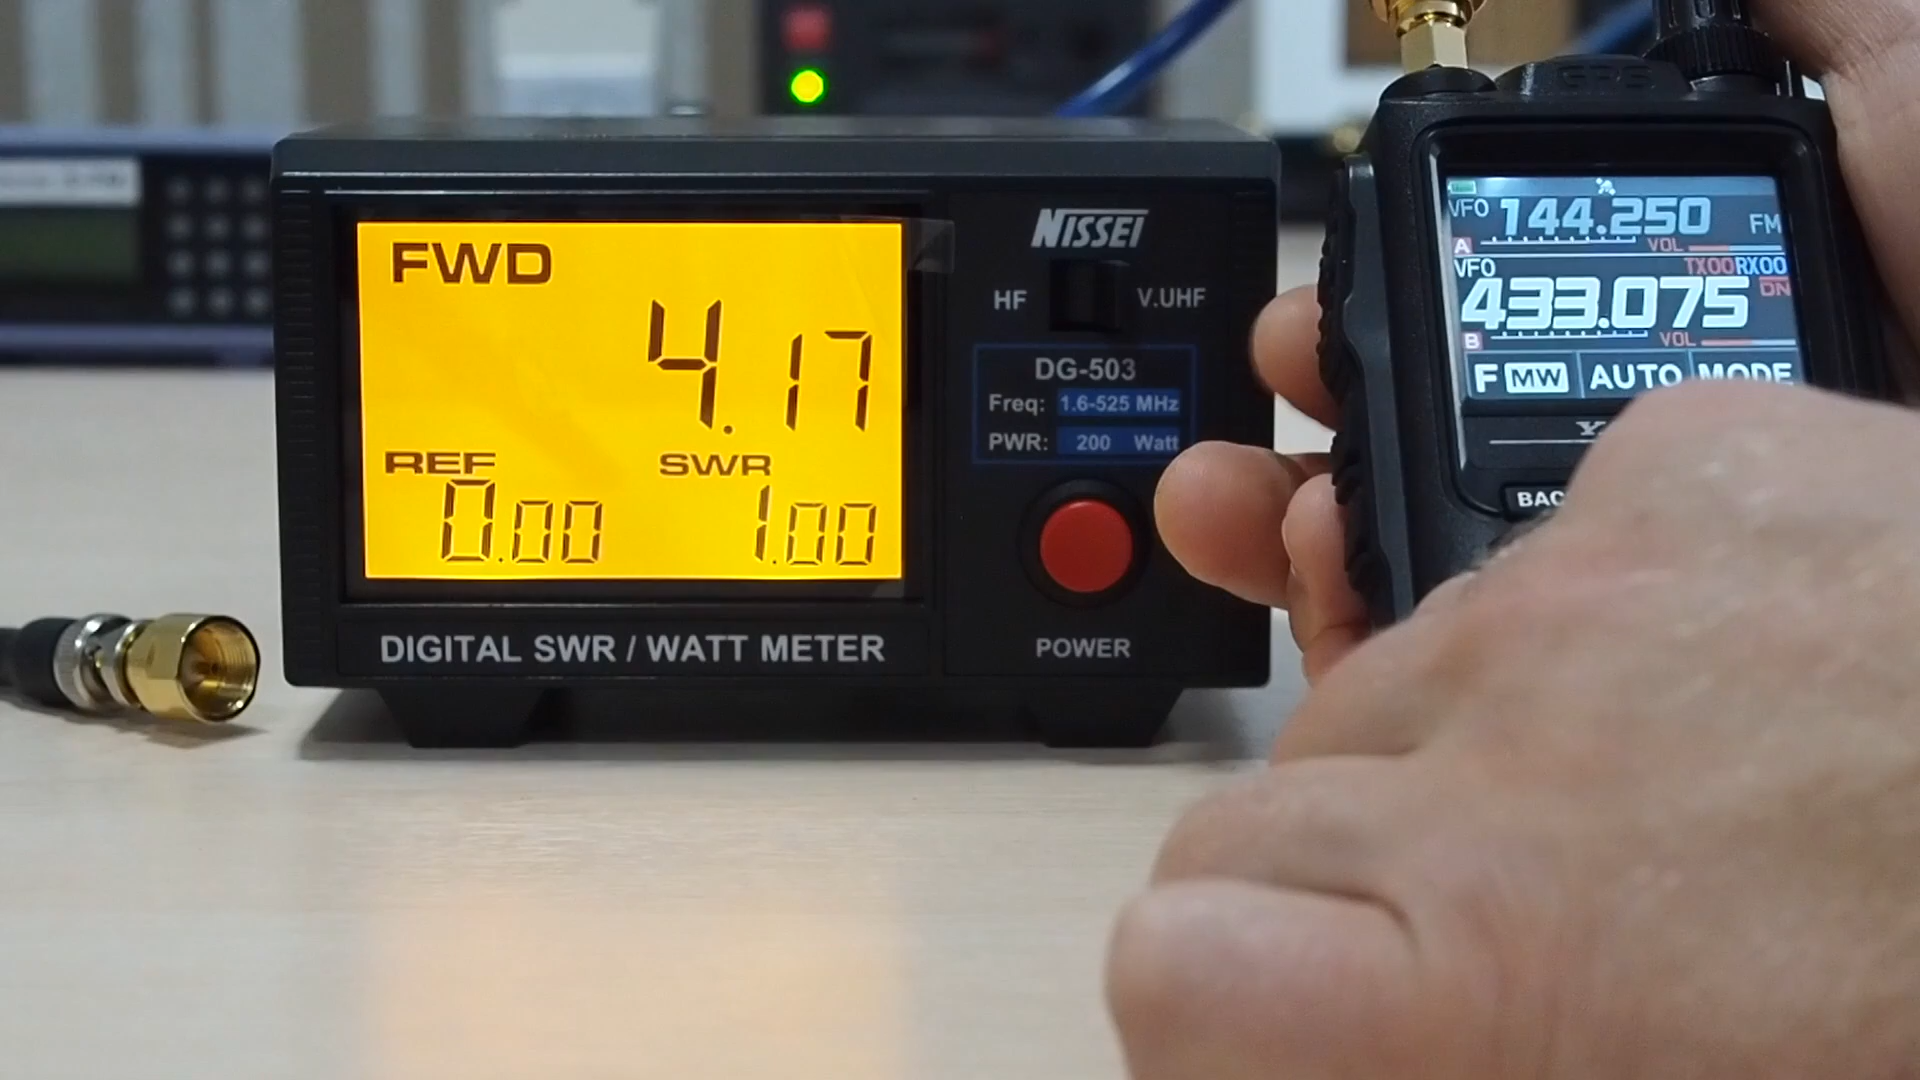 FWD
4.17
REF
SWR
0.00
1.00
DIGITAL SWR / WATT METER
NISSEI
HF
V.UHF
DG-503
Freq: 1.6-525 MHz
PWR: 200 Watt
POWER
GPS
VFO 144.250 FM
A VOL
VFO TX00RX00
433.075 DN
B VOL
F MW AUTO MODE
Y
BAC